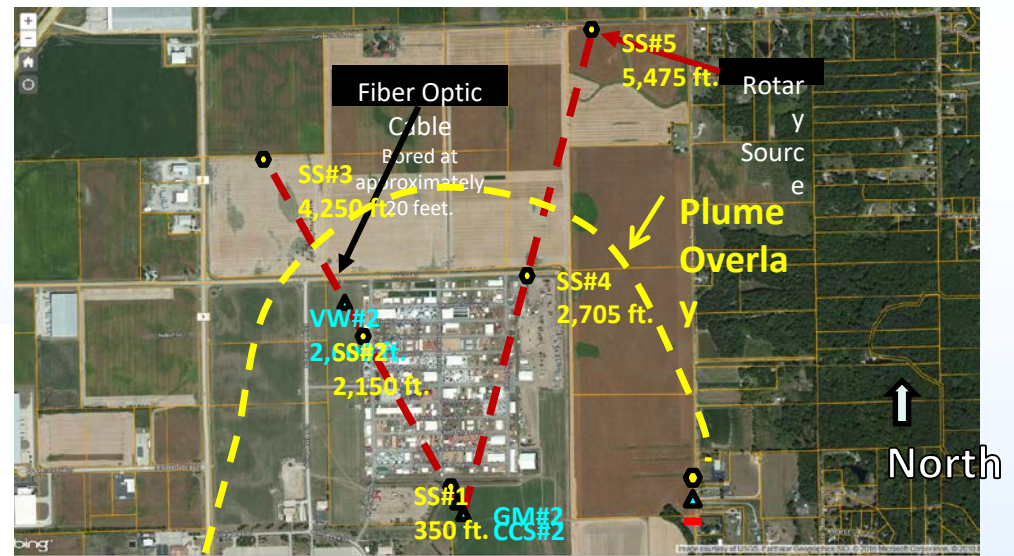 SS#5
5,475 ft.
Rotar
y
Sourc
e
Fiber Optic
Cable
Bored at
approximately
20 feet.
SS#3
4,250 ft.
Plume
Overla
y
SS#4
2,705 ft.
VW#2
SS#2
2,150 ft.
North
SS#1
350 ft.
GM#2
CCS#2
bing